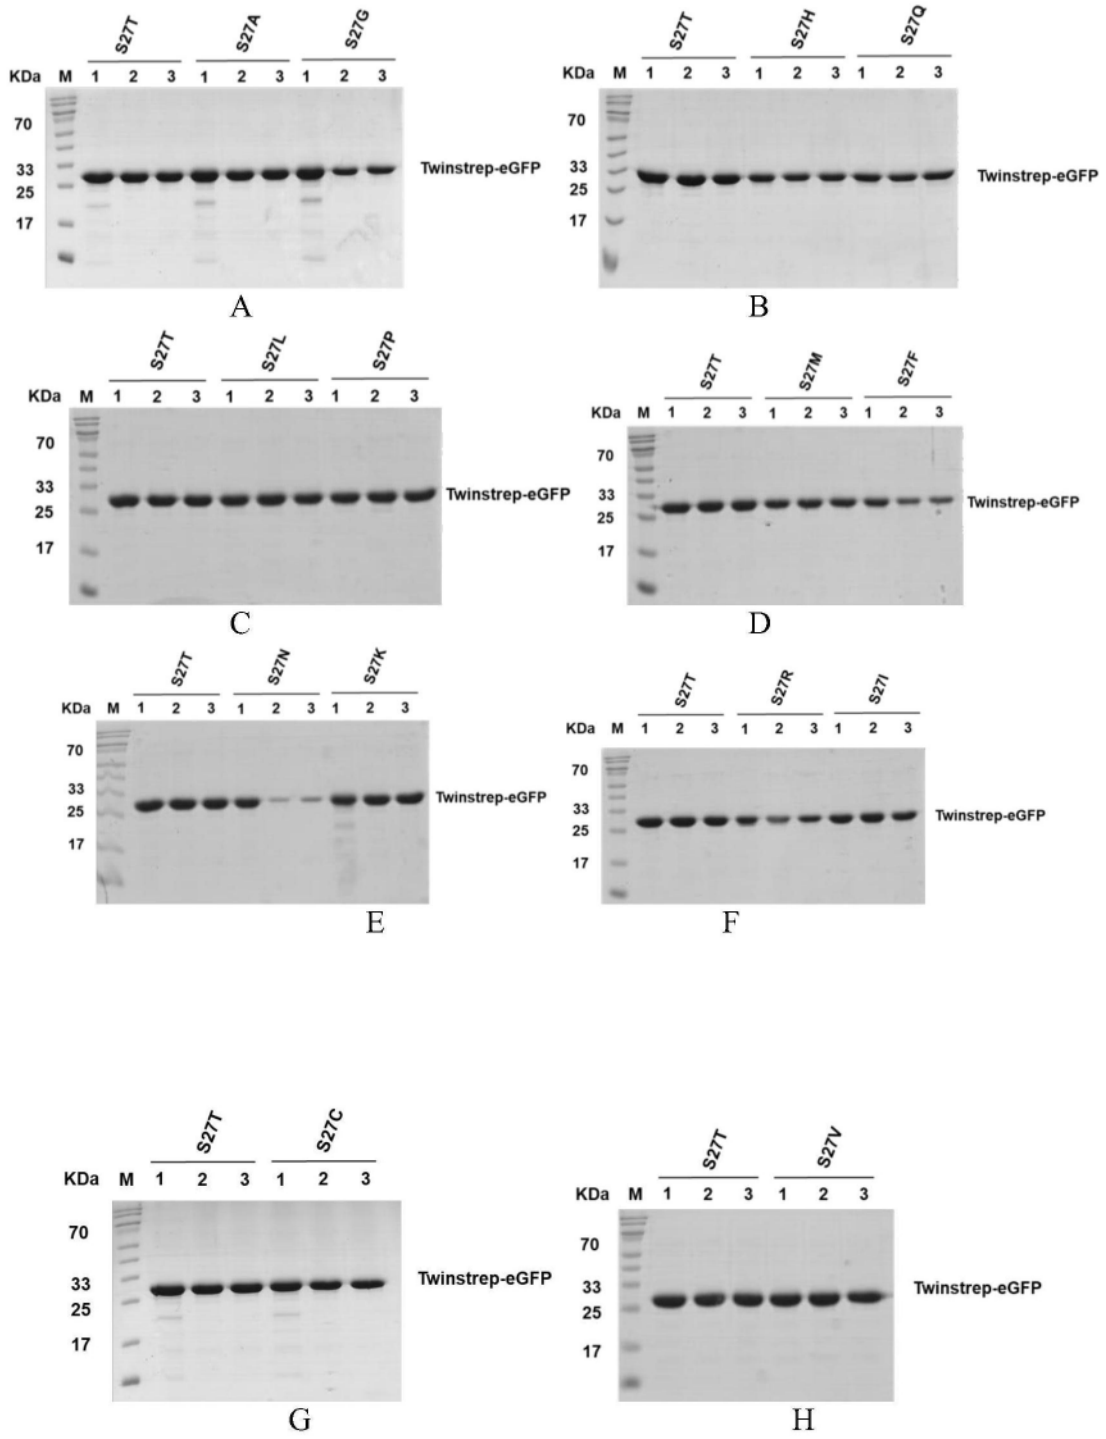 S27T S27A S27G
KDa M 1 2 3 1 2 3 1 2 3
70
33
25
17
Twinstrep-eGFP
A
S27T S27H S27Q
KDa M 1 2 3 1 2 3 1 2 3
70
33
25
17
Twinstrep-eGFP
B
S27T S27L S27P
KDa M 1 2 3 1 2 3 1 2 3
70
33
25
17
Twinstrep-eGFP
C
S27T S27M S27F
KDa M 1 2 3 1 2 3 1 2 3
70
33
25
17
Twinstrep-eGFP
D
S27T S27N S27K
KDa M 1 2 3 1 2 3 1 2 3
70
33
25
17
Twinstrep-eGFP
E
S27T S27R S27I
KDa M 1 2 3 1 2 3 1 2 3
70
33
25
17
Twinstrep-eGFP
F
S27T S27C
KDa M 1 2 3 1 2 3
70
33
25
17
Twinstrep-eGFP
G
S27T S27V
KDa M 1 2 3 1 2 3
70
33
25
17
Twinstrep-eGFP
H